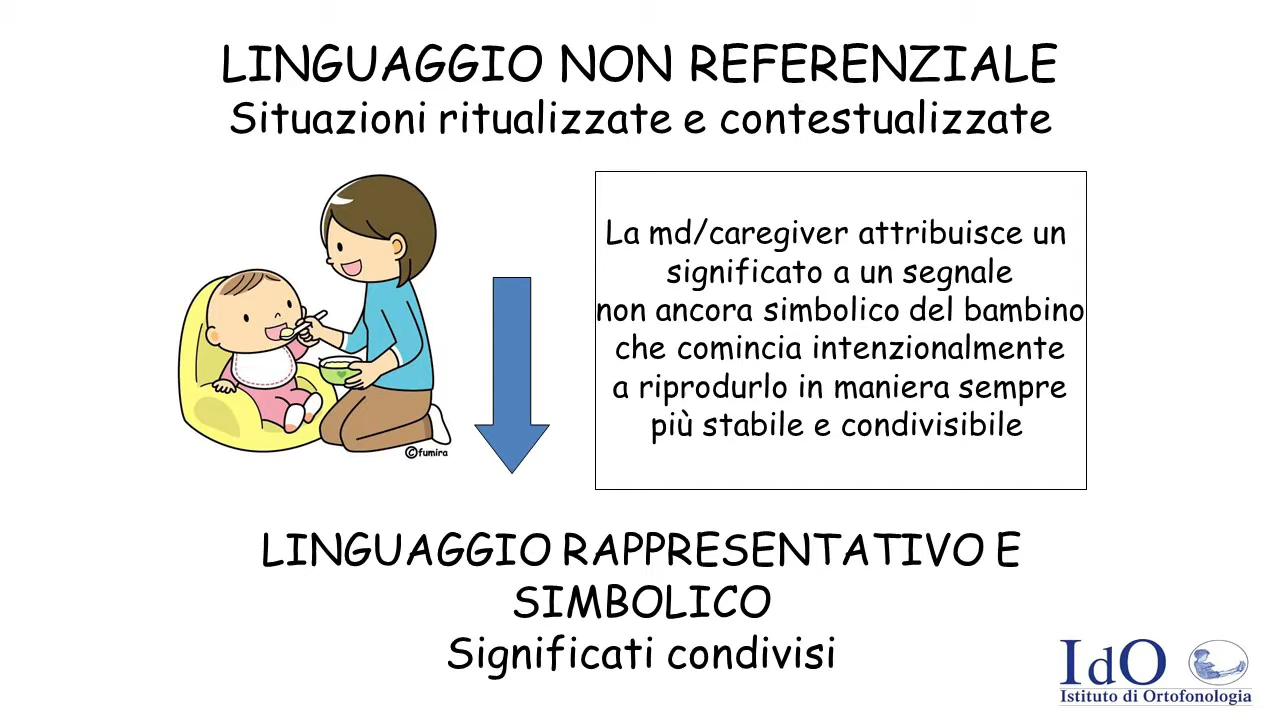 LINGUAGGIO NON REFERENZIALE
Situazioni ritualizzate e contestualizzate
La md/caregiver attribuisce un
significato a un segnale
non ancora simbolico del bambino
che comincia intenzionalmente
a riprodurlo in maniera sempre
più stabile e condivisibile
©fumira
LINGUAGGIO RAPPRESENTATIVO E
SIMBOLICO
Significati condivisi
IdO
Istituto di Ortofonologia